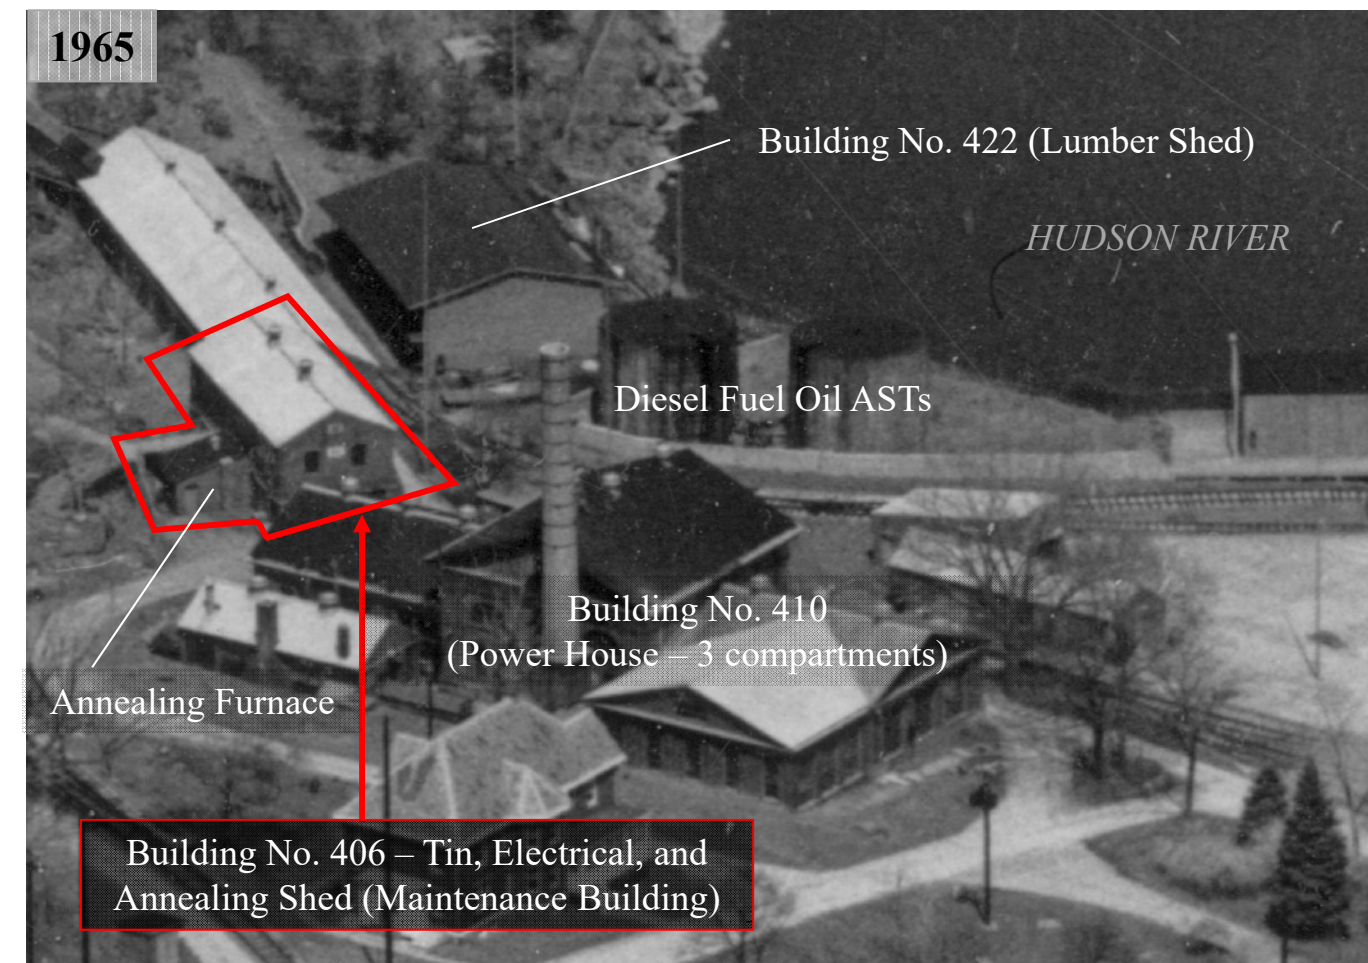 1965
Building No. 422 (Lumber Shed)
HUDSON RIVER
Diesel Fuel Oil ASTs
Building No. 410
(Power House – 3 compartments)
Annealing Furnace
Building No. 406 – Tin, Electrical, and
Annealing Shed (Maintenance Building)